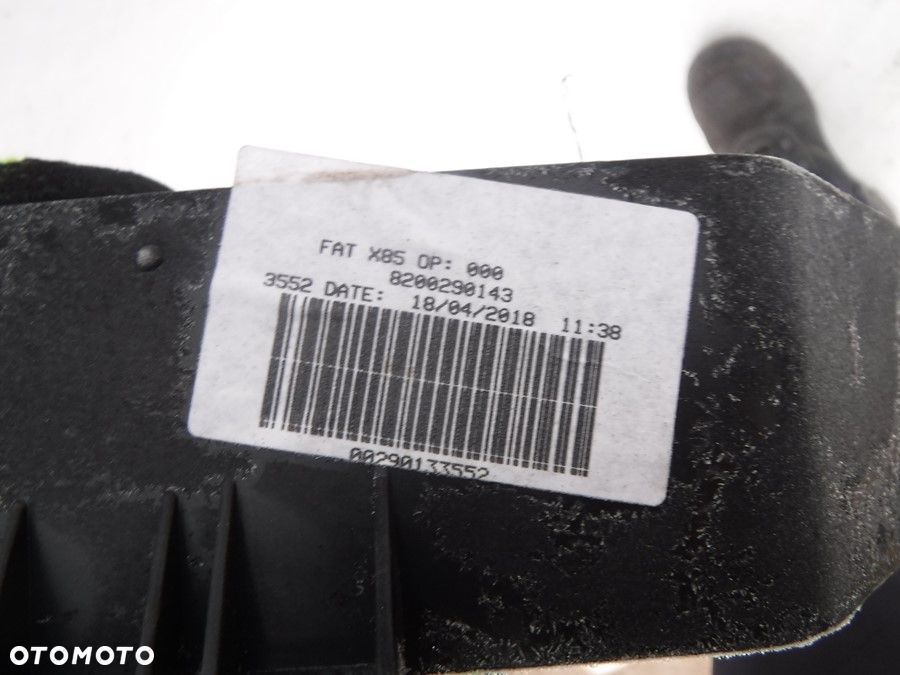 FAT X85 OP: 000
8200290143
3552 DATE: 18/04/2018 11:38
00290133552
OTOMOTO